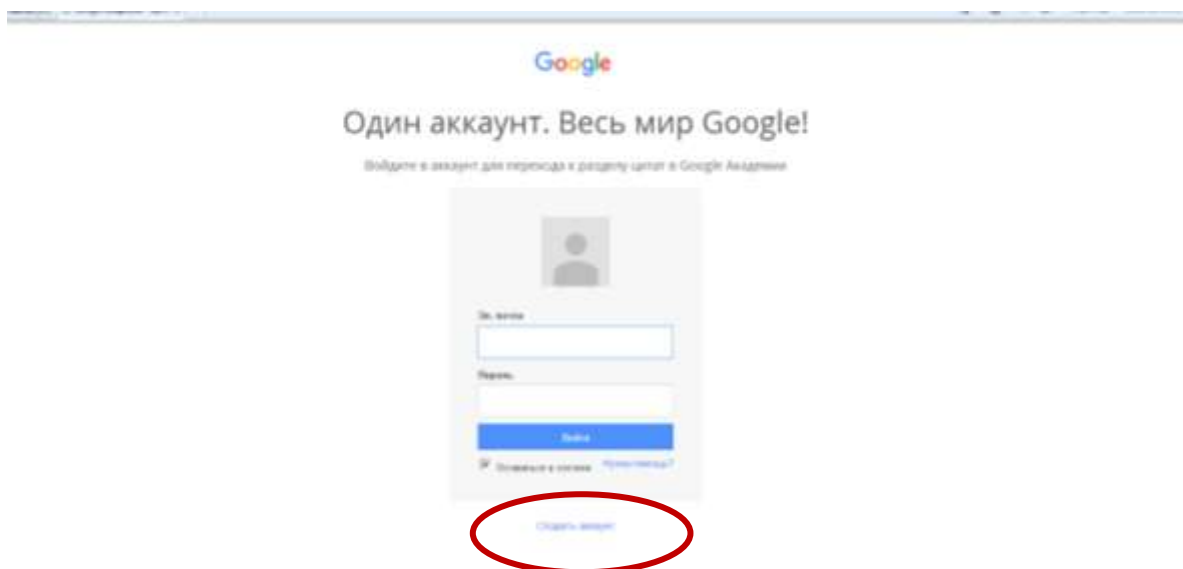 Google
Один аккаунт. Весь мир Google!
Войдите в аккаунт для перехода к разделу цитат в Google Академии
Эл. почта
Пароль
Войти
Оставаться в системе Нужна помощь?
Создать аккаунт